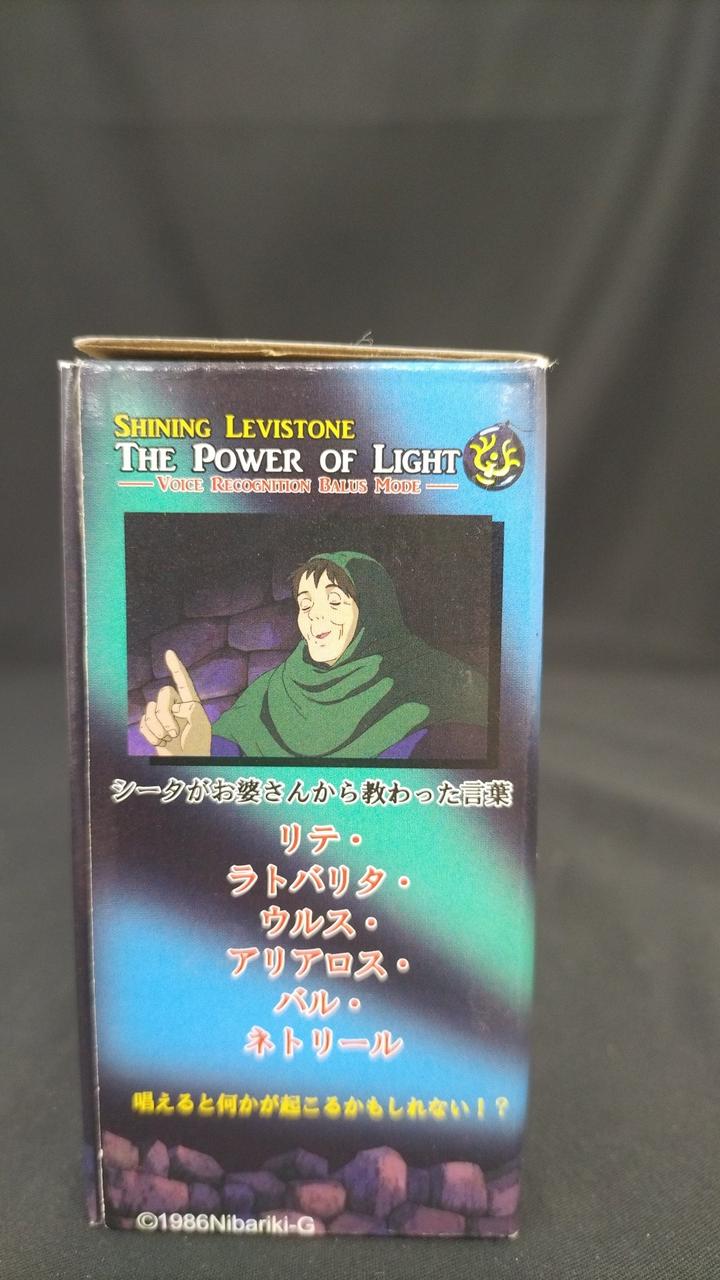 SHINING LEVISTONE
THE POWER OF LIGHT
VOICE RECOGNITION BALUS MODE
シータがお婆さんから教わった言葉
リテ・
ラトバリタ・
ウルス・
アリアロス・
バル・
ネトリール
唱えると何かが起こるかもしれない！？
©1986Nibariki-G